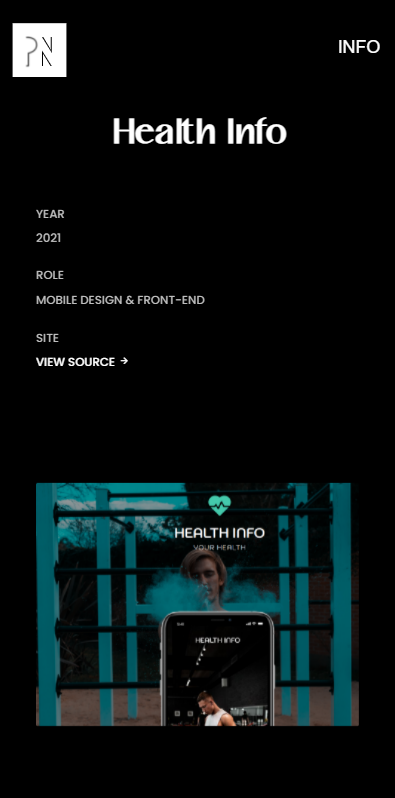 PN
INFO
Health Info
YEAR
2021
ROLE
MOBILE DESIGN & FRONT-END
SITE
VIEW SOURCE →
HEALTH INFO
YOUR HEALTH
HEALTH INFO